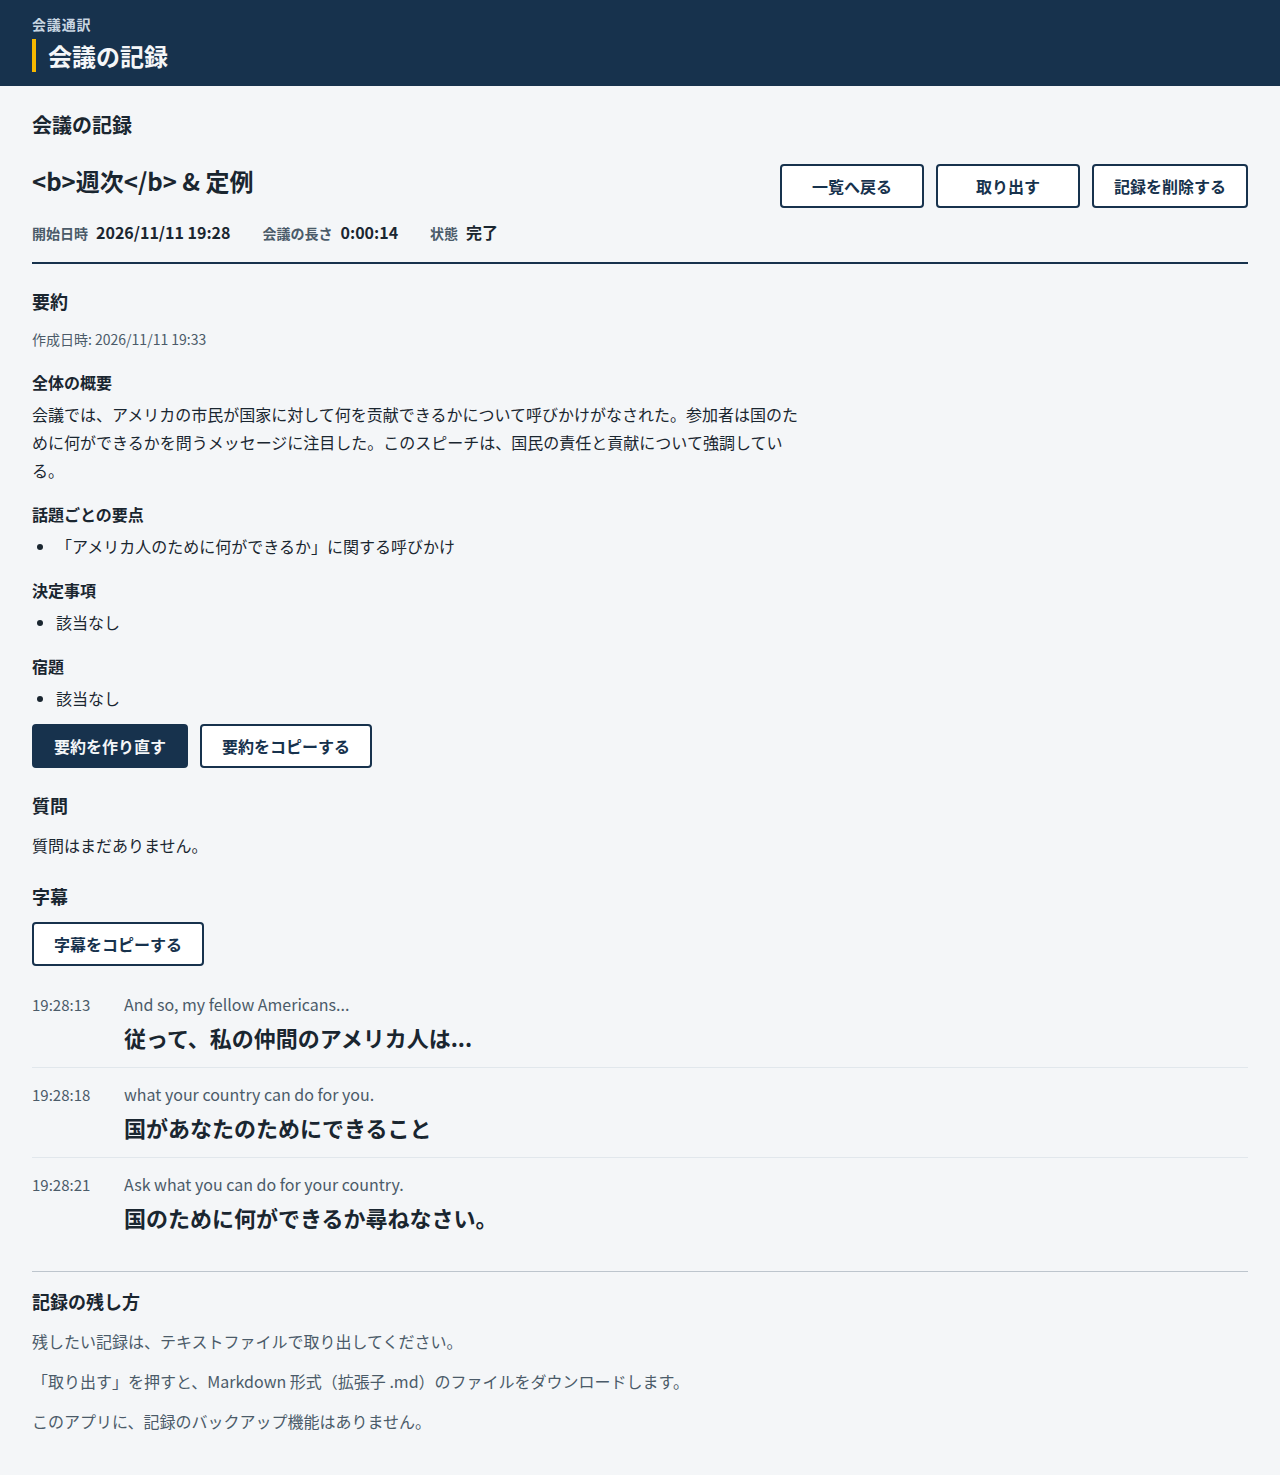 会議通訳
会議の記録
会議の記録
<b>週次</b> & 定例
一覧へ戻る
取り出す
記録を削除する
開始日時 2026/11/11 19:28 会議の長さ 0:00:14 状態 完了
要約
作成日時: 2026/11/11 19:33
全体の概要
会議では、アメリカの市民が国家に対して何を贡献できるかについて呼びかけがなされた。参加者は国のた
めに何ができるかを問うメッセージに注目した。このスピーチは、国民の責任と貢献について強調してい
る。
話題ごとの要点
• 「アメリカ人のために何ができるか」に関する呼びかけ
決定事項
• 該当なし
宿題
• 該当なし
要約を作り直す
要約をコピーする
質問
質問はまだありません。
字幕
字幕をコピーする
19:28:13 And so, my fellow Americans...
従って、私の仲間のアメリカ人は...
19:28:18 what your country can do for you.
国があなたのためにできること
19:28:21 Ask what you can do for your country.
国のために何ができるか尋ねなさい。
記録の残し方
残したい記録は、テキストファイルで取り出してください。
「取り出す」を押すと、Markdown 形式（拡張子 .md）のファイルをダウンロードします。
このアプリに、記録のバックアップ機能はありません。